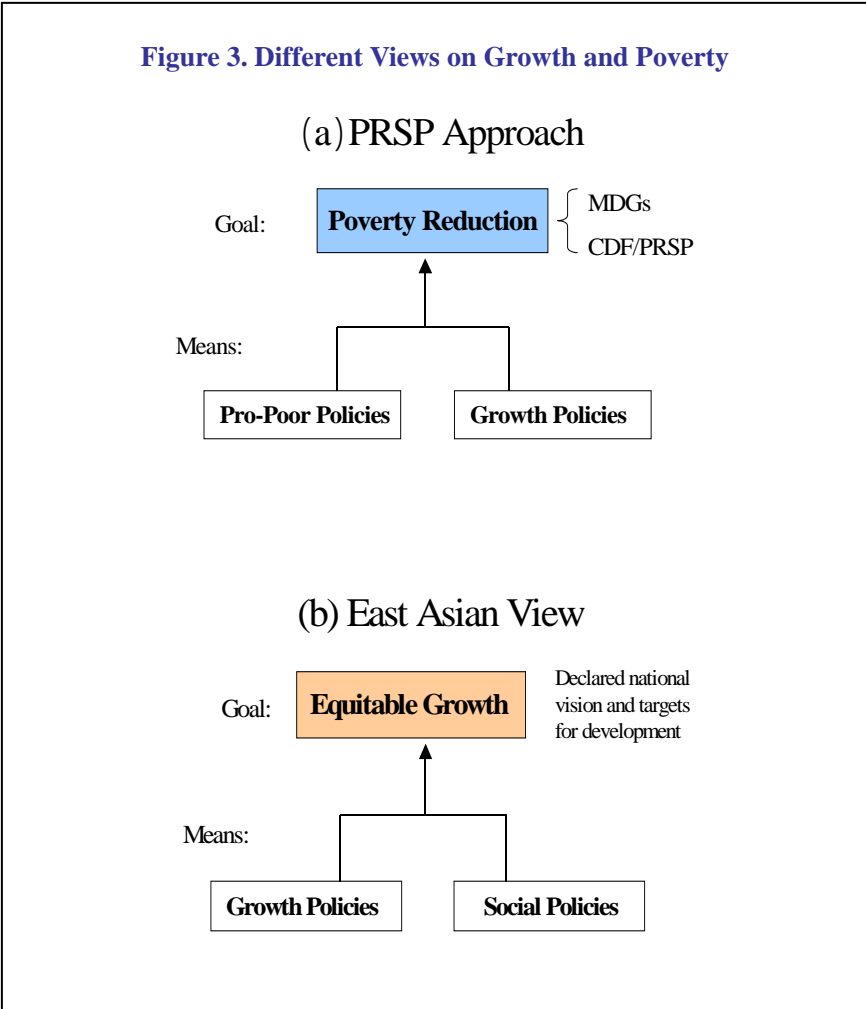 Figure 3. Different Views on Growth and Poverty
(a) PRSP Approach
Goal:
Poverty Reduction
MDGs
CDF/PRSP
Means:
Pro-Poor Policies
Growth Policies
(b) East Asian View
Goal:
Equitable Growth
Declared national
vision and targets
for development
Means:
Growth Policies
Social Policies